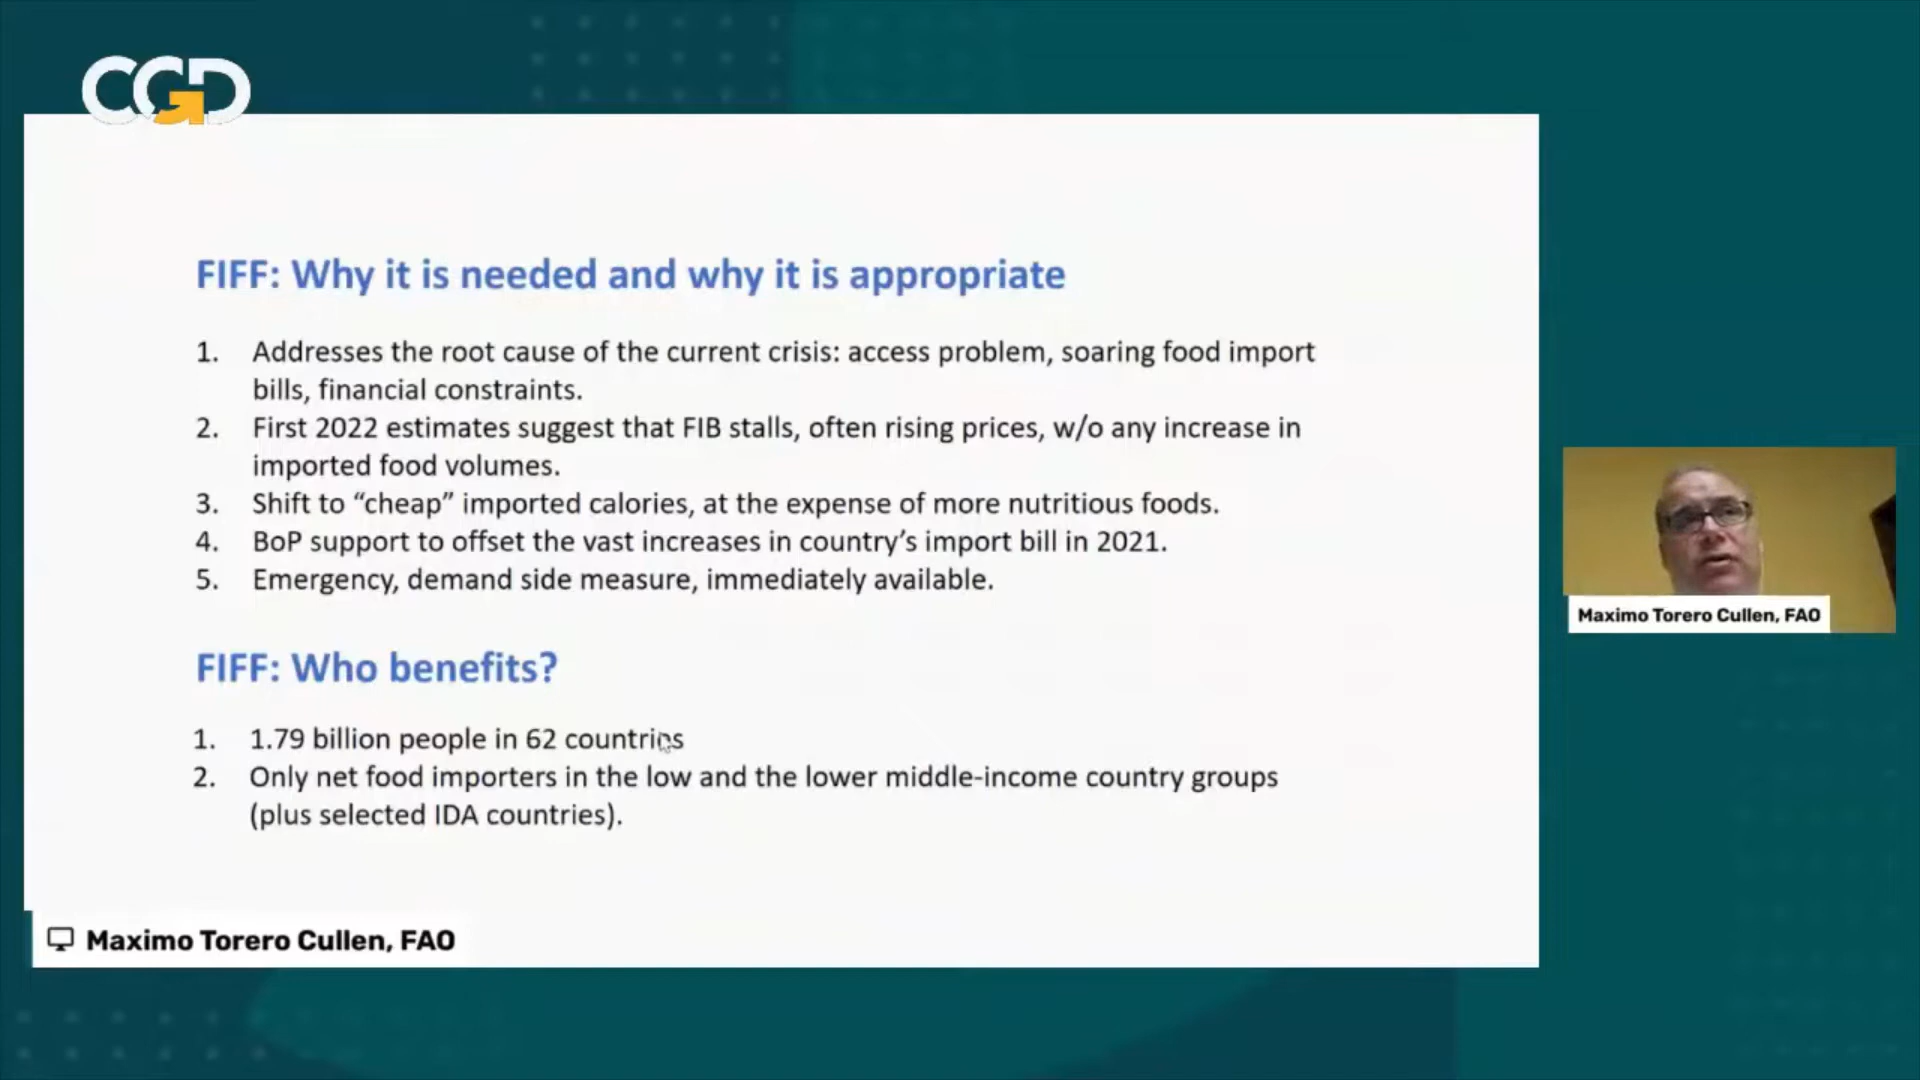 CGD
FIFF: Why it is needed and why it is appropriate
1. Addresses the root cause of the current crisis: access problem, soaring food import
bills, financial constraints.
2. First 2022 estimates suggest that FIB stalls, often rising prices, w/o any increase in
imported food volumes.
3. Shift to “cheap” imported calories, at the expense of more nutritious foods.
4. BoP support to offset the vast increases in country’s import bill in 2021.
5. Emergency, demand side measure, immediately available.
FIFF: Who benefits?
1. 1.79 billion people in 62 countries
2. Only net food importers in the low and the lower middle-income country groups
(plus selected IDA countries).
Maximo Torero Cullen, FAO
Maximo Torero Cullen, FAO